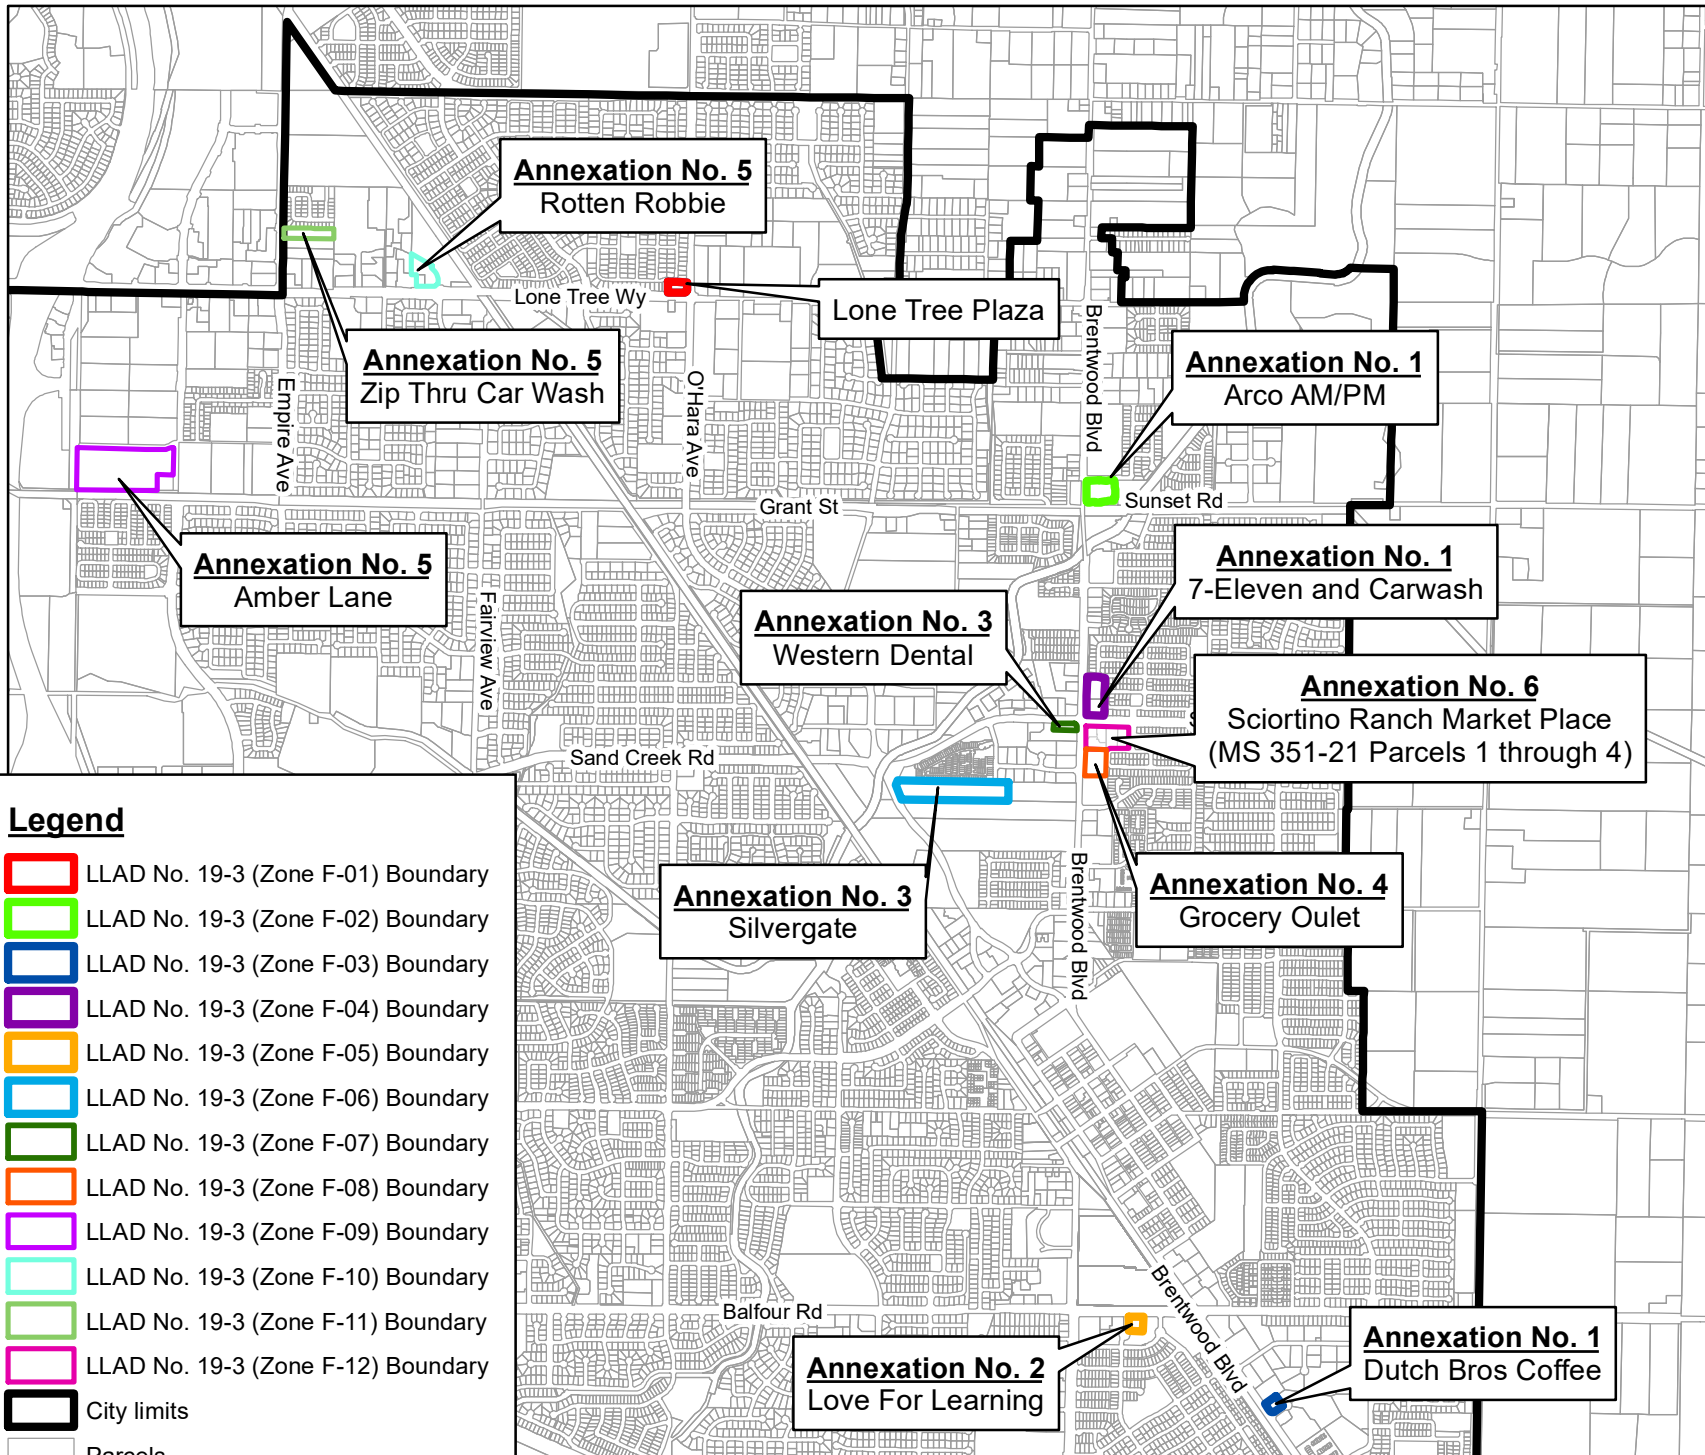 Annexation No. 5
Rotten Robbie
Lone Tree Wy
Lone Tree Plaza
Annexation No. 5
Zip Thru Car Wash
Empire Ave
O'Hara Ave
Brentwood Blvd
Annexation No. 1
Arco AM/PM
Grant St
Sunset Rd
Annexation No. 5
Amber Lane
Fairview Ave
Annexation No. 1
7-Eleven and Carwash
Annexation No. 3
Western Dental
Annexation No. 6
Sciortino Ranch Market Place
(MS 351-21 Parcels 1 through 4)
Sand Creek Rd
Annexation No. 3
Silvergate
Brentwood Blvd
Annexation No. 4
Grocery Oulet
Legend
LLAD No. 19-3 (Zone F-01) Boundary
LLAD No. 19-3 (Zone F-02) Boundary
LLAD No. 19-3 (Zone F-03) Boundary
LLAD No. 19-3 (Zone F-04) Boundary
LLAD No. 19-3 (Zone F-05) Boundary
LLAD No. 19-3 (Zone F-06) Boundary
LLAD No. 19-3 (Zone F-07) Boundary
LLAD No. 19-3 (Zone F-08) Boundary
LLAD No. 19-3 (Zone F-09) Boundary
LLAD No. 19-3 (Zone F-10) Boundary
LLAD No. 19-3 (Zone F-11) Boundary
LLAD No. 19-3 (Zone F-12) Boundary
City limits
Parcels
Balfour Rd
Brentwood Blvd
Annexation No. 2
Love For Learning
Annexation No. 1
Dutch Bros Coffee